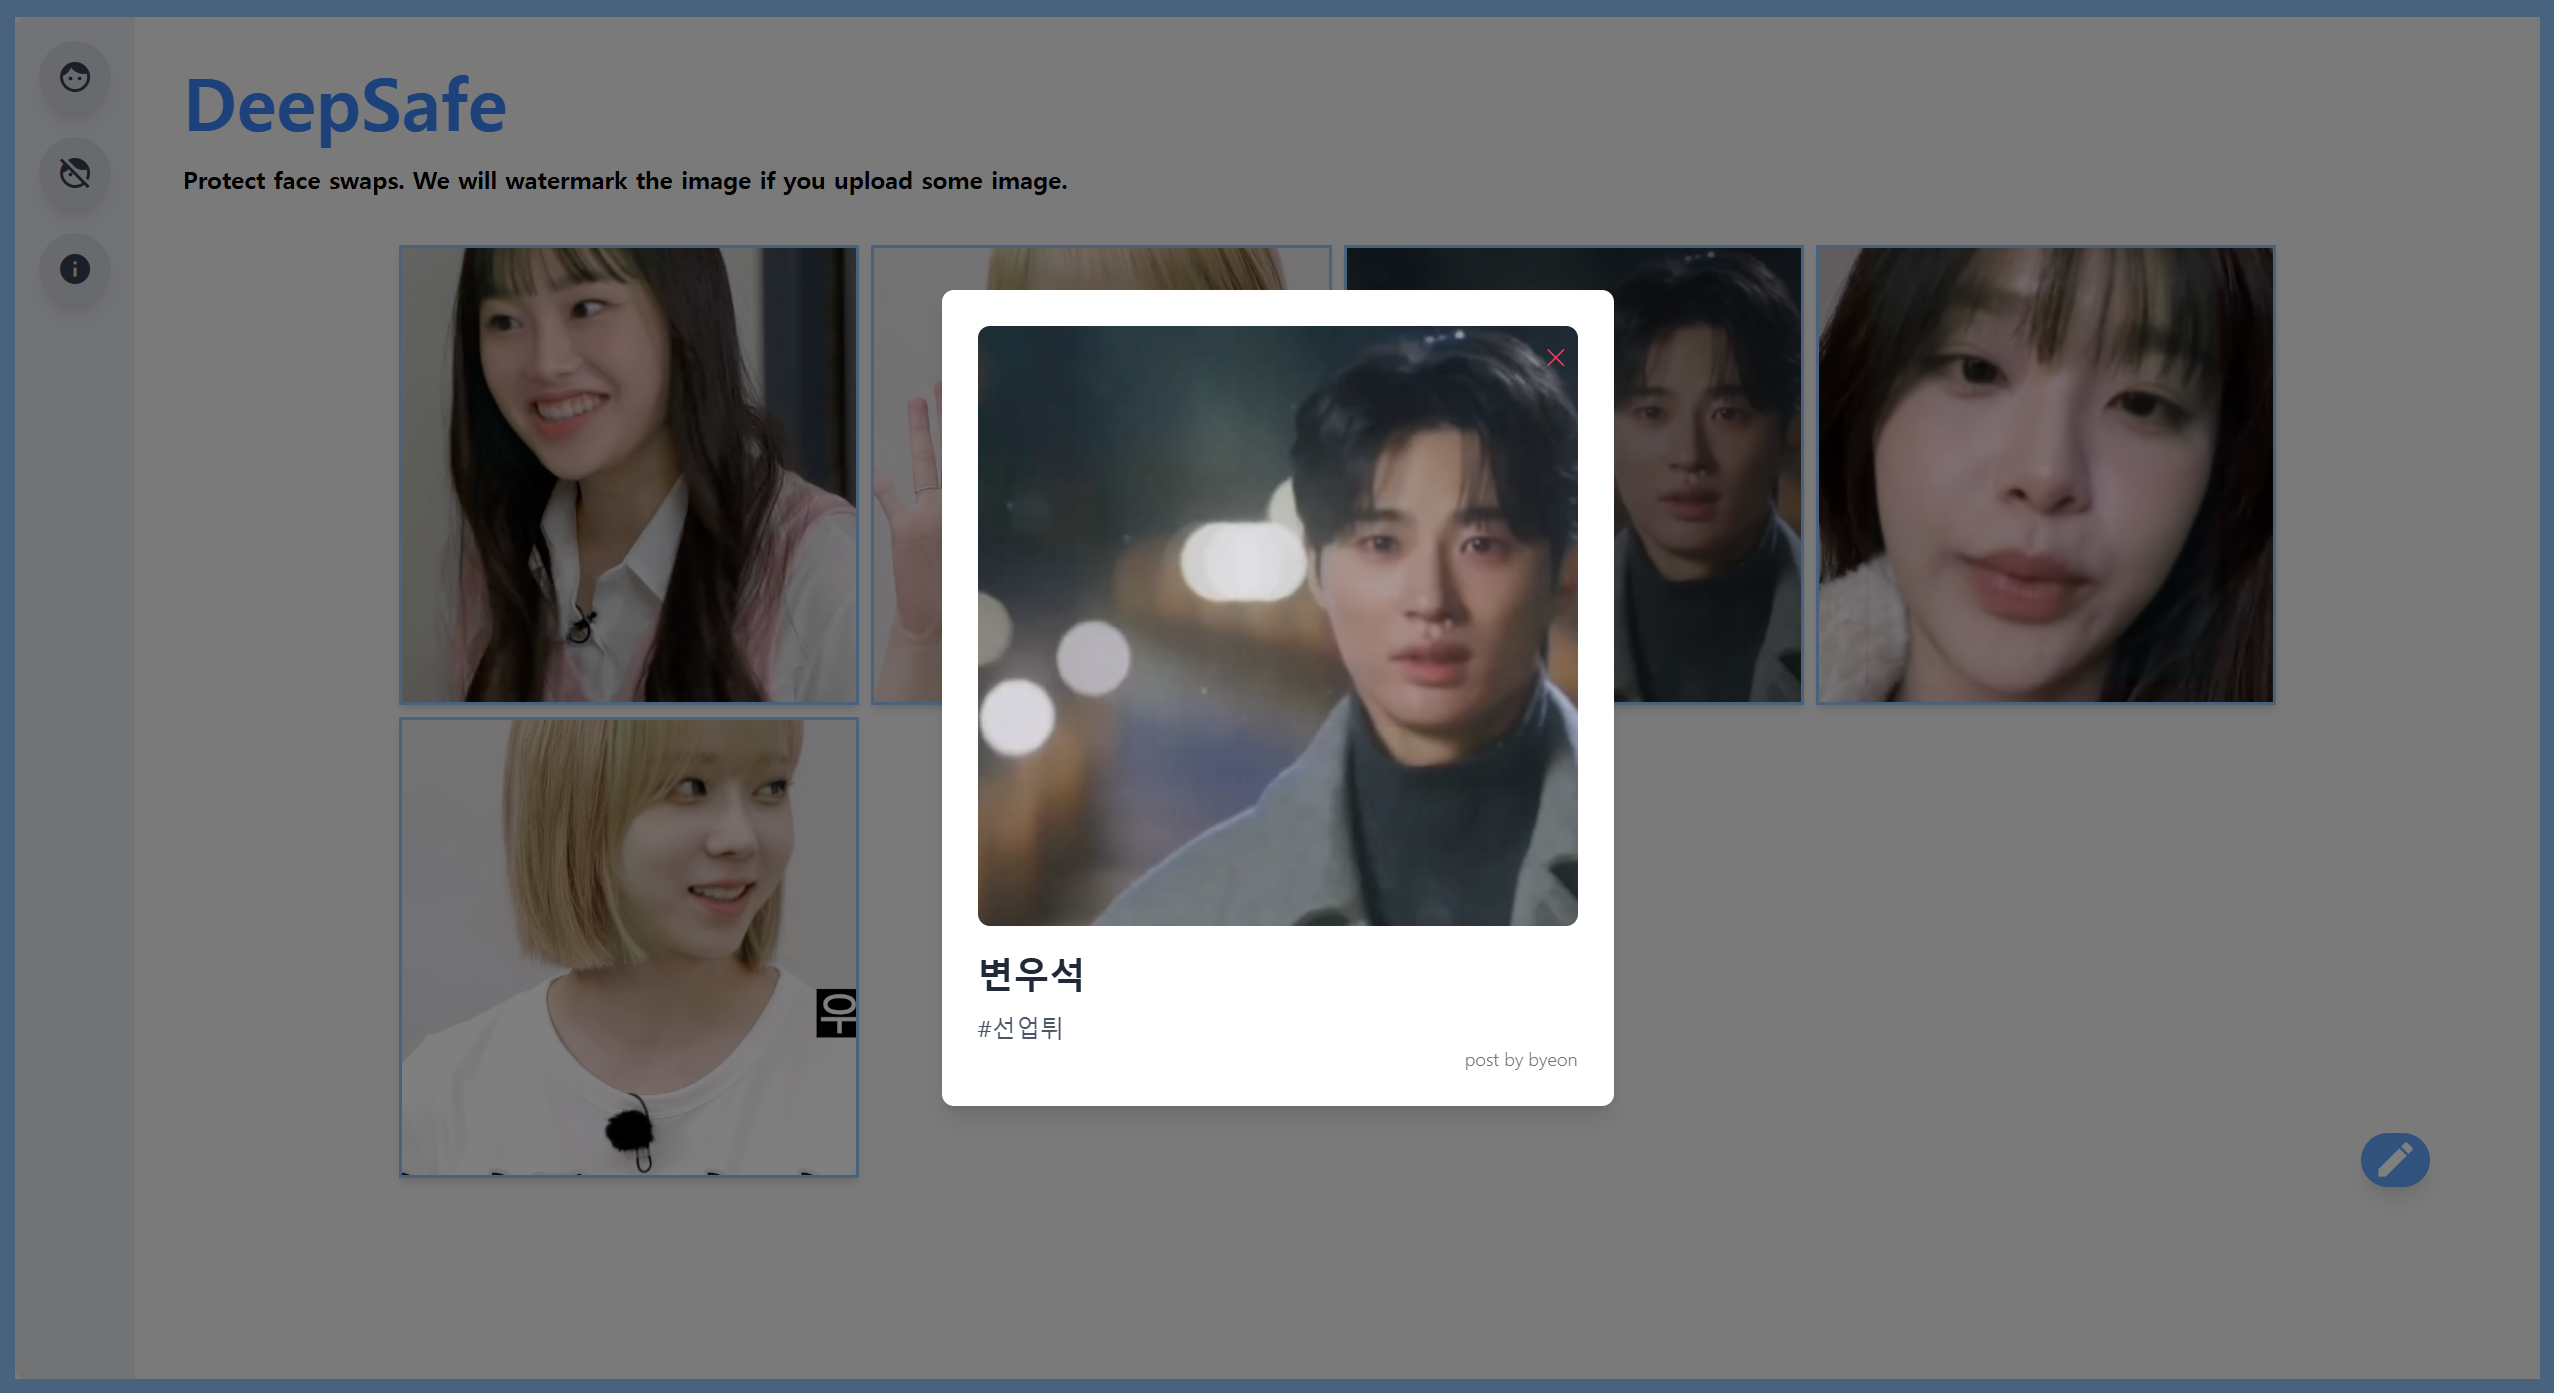 DeepSafe
Protect face swaps. We will watermark the image if you upload some image.
변우석
#선업튀
post by byeon
우